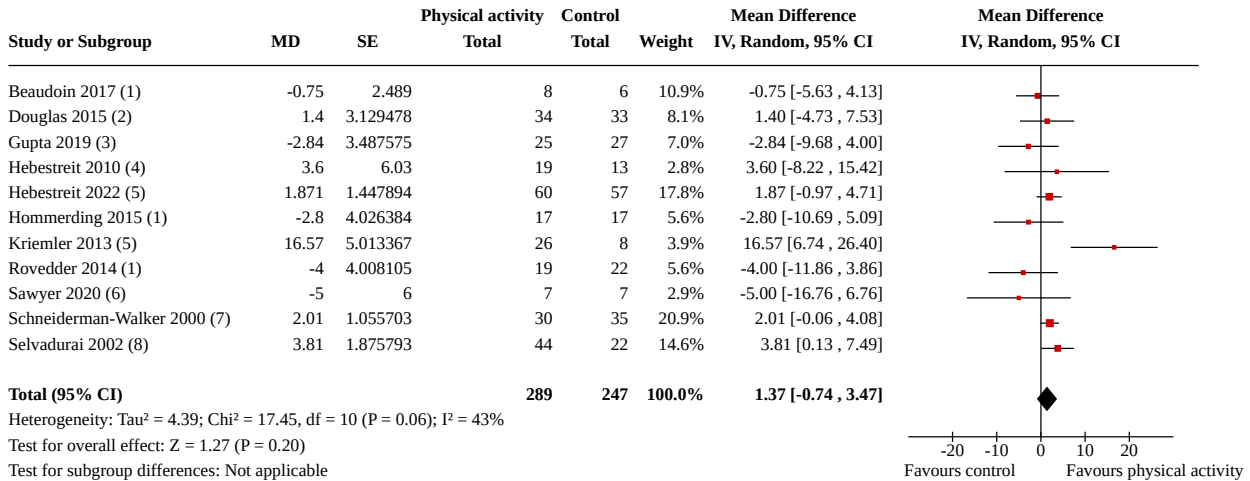 Physical activity Control Mean Difference Mean Difference
Study or Subgroup MD SE Total Total Weight IV, Random, 95% CI IV, Random, 95% CI
Beaudoin 2017 (1) -0.75 2.489 8 6 10.9% -0.75 [-5.63 , 4.13]
Douglas 2015 (2) 1.4 3.129478 34 33 8.1% 1.40 [-4.73 , 7.53]
Gupta 2019 (3) -2.84 3.487575 25 27 7.0% -2.84 [-9.68 , 4.00]
Hebestreit 2010 (4) 3.6 6.03 19 13 2.8% 3.60 [-8.22 , 15.42]
Hebestreit 2022 (5) 1.871 1.447894 60 57 17.8% 1.87 [-0.97 , 4.71]
Hommerding 2015 (1) -2.8 4.026384 17 17 5.6% -2.80 [-10.69 , 5.09]
Kriemler 2013 (5) 16.57 5.013367 26 8 3.9% 16.57 [6.74 , 26.40]
Rovedder 2014 (1) -4 4.008105 19 22 5.6% -4.00 [-11.86 , 3.86]
Sawyer 2020 (6) -5 6 7 7 2.9% -5.00 [-16.76 , 6.76]
Schneiderman-Walker 2000 (7) 2.01 1.055703 30 35 20.9% 2.01 [-0.06 , 4.08]
Selvadurai 2002 (8) 3.81 1.875793 44 22 14.6% 3.81 [0.13 , 7.49]
Total (95% CI) 289 247 100.0% 1.37 [-0.74 , 3.47]
Heterogeneity: Tau² = 4.39; Chi² = 17.45, df = 10 (P = 0.06); I² = 43%
Test for overall effect: Z = 1.27 (P = 0.20)
Test for subgroup differences: Not applicable
-20 -10 0 10 20
Favours control Favours physical activity